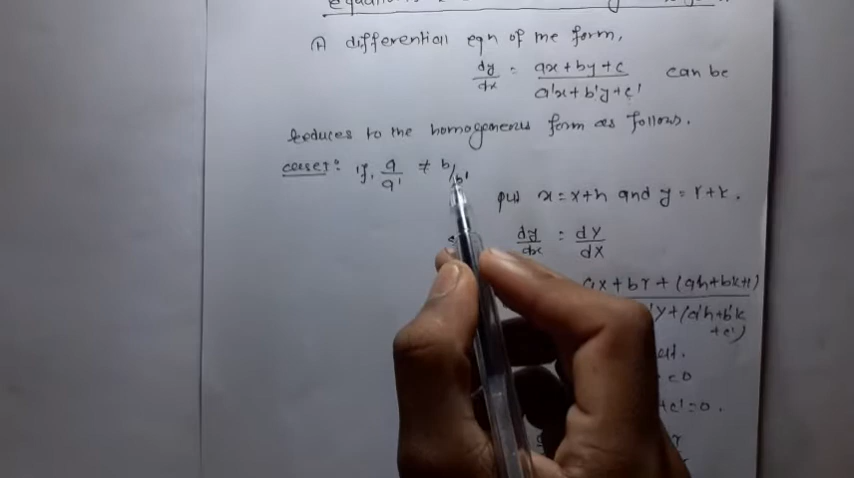 A differential eqn of the form,
dy/dx = ax+by+c / a'x+b'y+c' can be
reduces to the homogeneous form as follows.
case I: If, a/a' ≠ b/b'
put x = X+h and y = Y+k.
dy/dx = dY/dX
ax+bY+(ah+bk+c)
'Y+(a'h+b'k
+c')
=0
+c'=0.